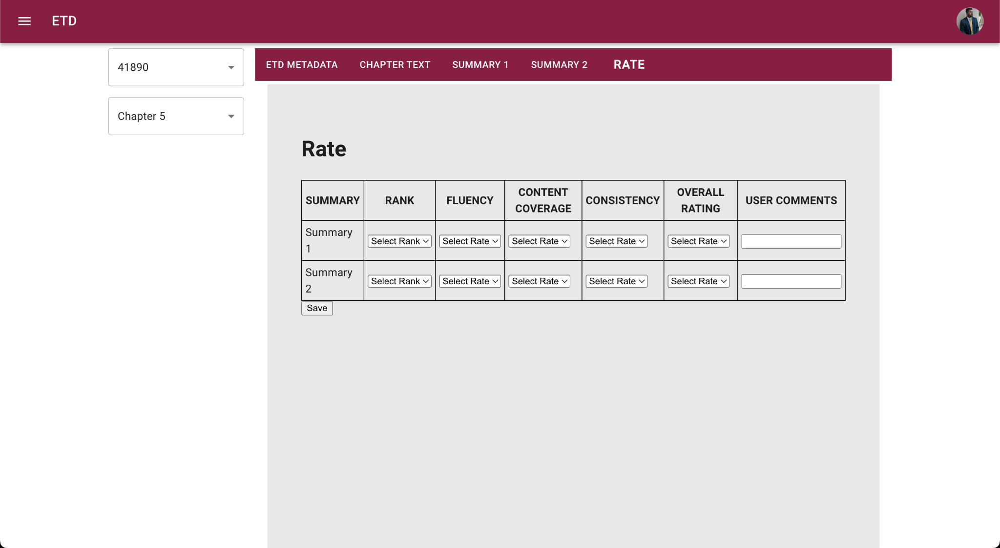 ETD
41890
Chapter 5
ETD METADATA CHAPTER TEXT SUMMARY 1 SUMMARY 2 RATE
Rate
SUMMARY RANK FLUENCY CONTENT COVERAGE CONSISTENCY OVERALL RATING USER COMMENTS
Summary 1 Select Rank Select Rate Select Rate Select Rate Select Rate
Summary 2 Select Rank Select Rate Select Rate Select Rate Select Rate
Save